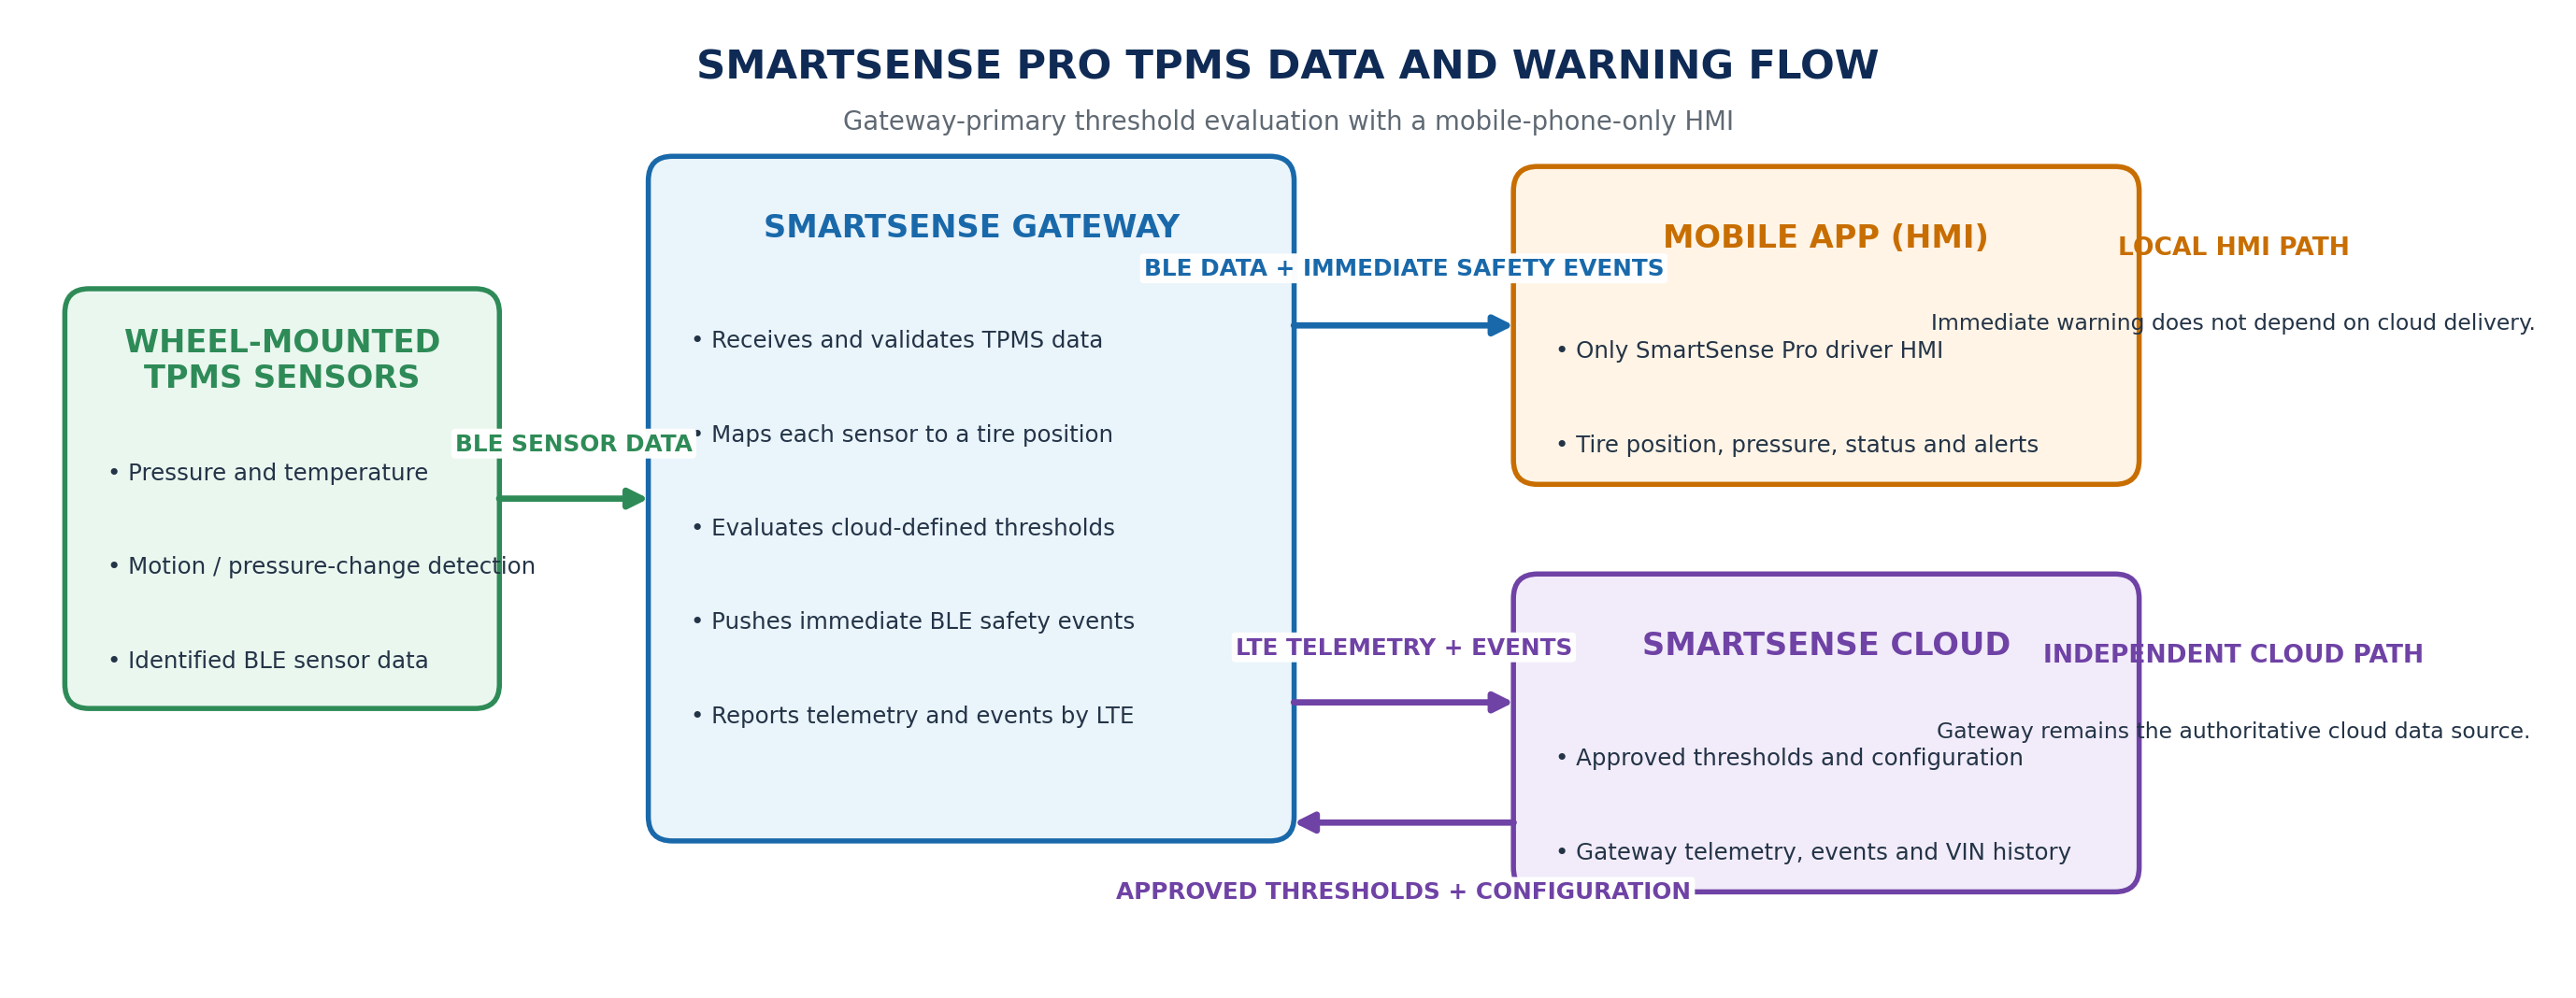 SMARTSENSE PRO TPMS DATA AND WARNING FLOW
Gateway-primary threshold evaluation with a mobile-phone-only HMI
WHEEL-MOUNTED
TPMS SENSORS
• Pressure and temperature
• Motion / pressure-change detection
• Identified BLE sensor data
BLE SENSOR DATA
SMARTSENSE GATEWAY
• Receives and validates TPMS data
• Maps each sensor to a tire position
• Evaluates cloud-defined thresholds
• Pushes immediate BLE safety events
• Reports telemetry and events by LTE
BLE DATA + IMMEDIATE SAFETY EVENTS
MOBILE APP (HMI)
• Only SmartSense Pro driver HMI
• Tire position, pressure, status and alerts
LOCAL HMI PATH
Immediate warning does not depend on cloud delivery.
LTE TELEMETRY + EVENTS
SMARTSENSE CLOUD
• Approved thresholds and configuration
• Gateway telemetry, events and VIN history
INDEPENDENT CLOUD PATH
Gateway remains the authoritative cloud data source.
APPROVED THRESHOLDS + CONFIGURATION